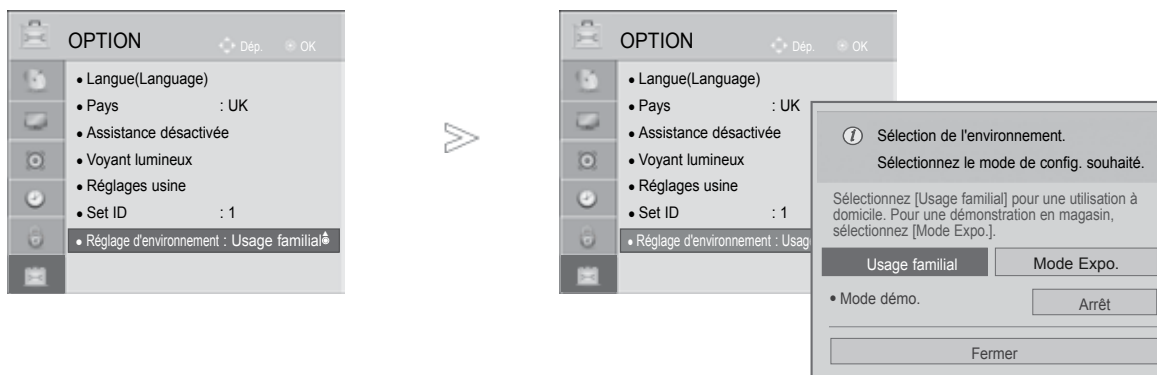 OPTION Dép. OK
• Langue(Language)
• Pays : UK
• Assistance désactivée
• Voyant lumineux
• Réglages usine
• Set ID : 1
• Réglage d'environnement : Usage familial
OPTION Dép. OK
• Langue(Language)
• Pays : UK
• Assistance désactivée
• Voyant lumineux
• Réglages usine
• Set ID : 1
• Réglage d'environnement : Usag
i Sélection de l'environnement.
Sélectionnez le mode de config. souhaité.
Sélectionnez [Usage familial] pour une utilisation à
domicile. Pour une démonstration en magasin,
sélectionnez [Mode Expo.].
Usage familial Mode Expo.
• Mode démo. Arrêt
Fermer